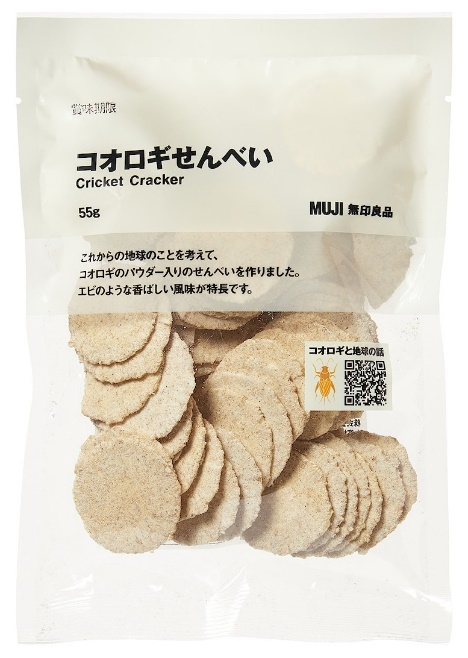 賞味期限
コオロギせんべい
Cricket Cracker
55g
MUJI 無印良品
これからの地球のことを考えて、
コオロギのパウダー入りのせんべいを作りました。
エビのような香ばしい風味が特長です。
コオロギと地球の話